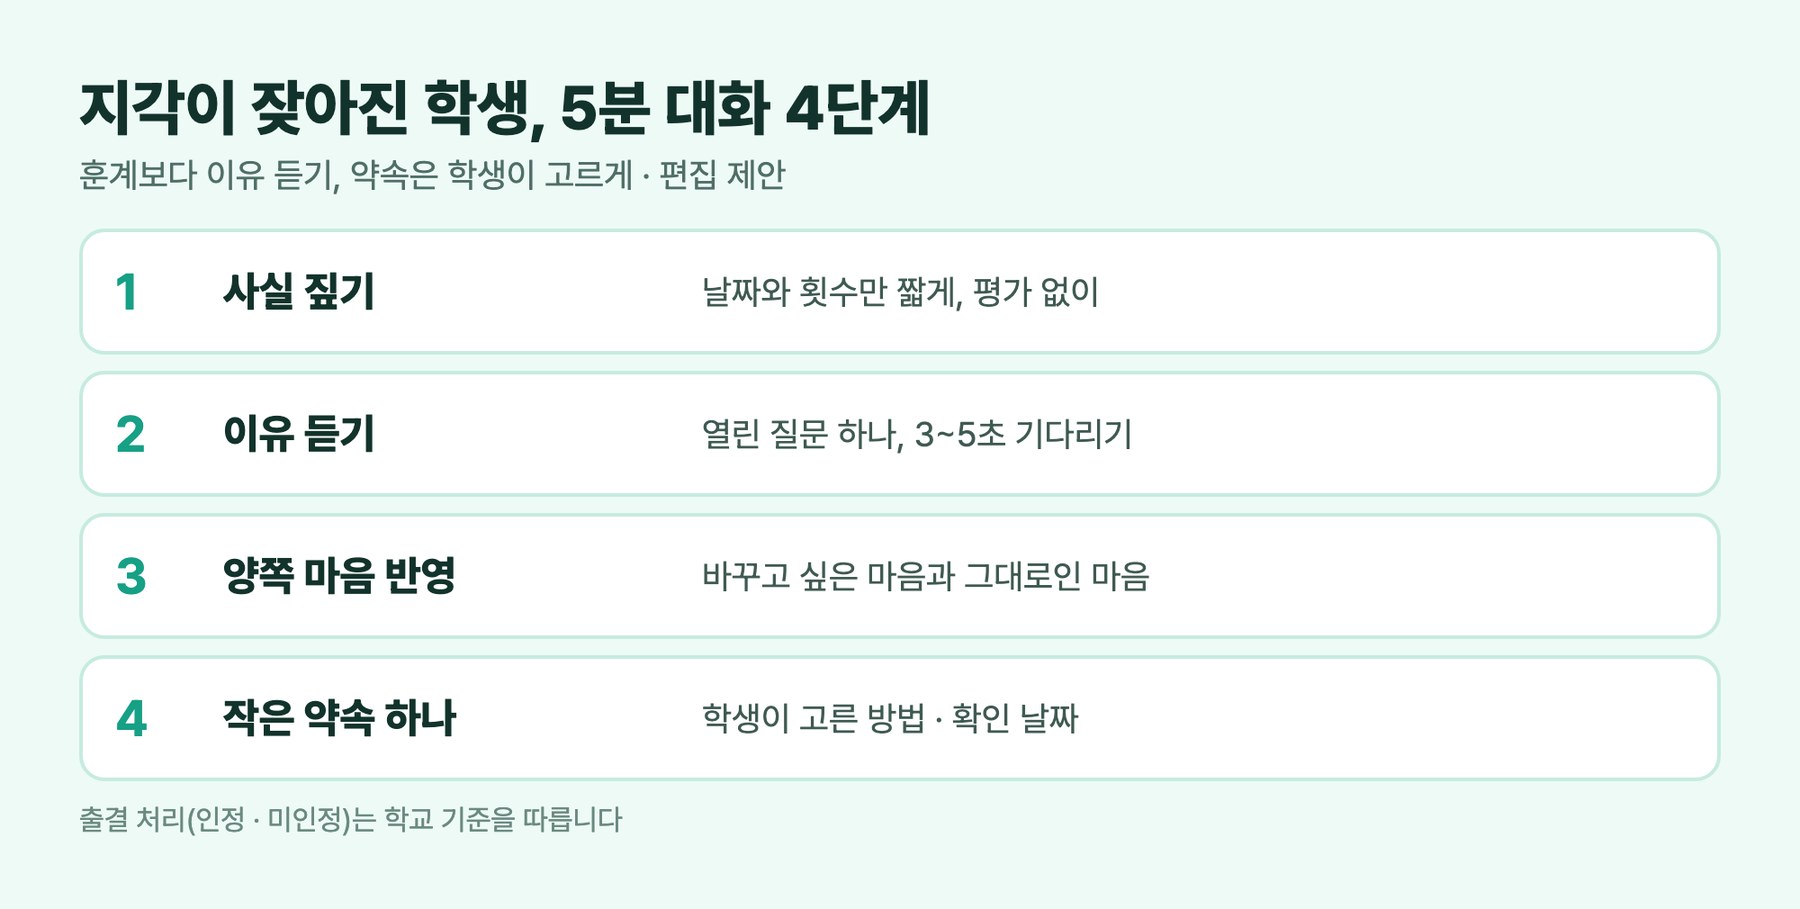 지각이 잦아진 학생, 5분 대화 4단계
훈계보다 이유 듣기, 약속은 학생이 고르게 · 편집 제안
1 사실 짚기 날짜와 횟수만 짧게, 평가 없이
2 이유 듣기 열린 질문 하나, 3~5초 기다리기
3 양쪽 마음 반영 바꾸고 싶은 마음과 그대로인 마음
4 작은 약속 하나 학생이 고른 방법 · 확인 날짜
출결 처리(인정 · 미인정)는 학교 기준을 따릅니다